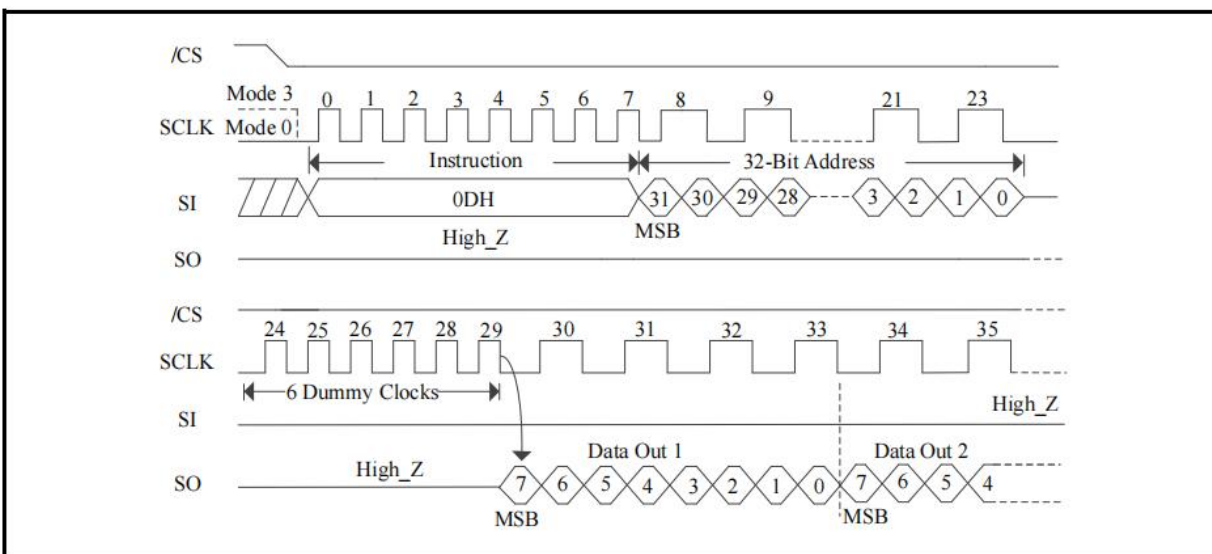 /CS
Mode 3
0 1 2 3 4 5 6 7 8 9 21 23
SCLK Mode 0
Instruction 32-Bit Address
SI 0DH 31 30 29 28 3 2 1 0
MSB
High_Z
SO
/CS
24 25 26 27 28 29 30 31 32 33 34 35
SCLK
6 Dummy Clocks
High_Z
SI
Data Out 1 Data Out 2
High_Z
SO 7 6 5 4 3 2 1 0 7 6 5 4
MSB MSB